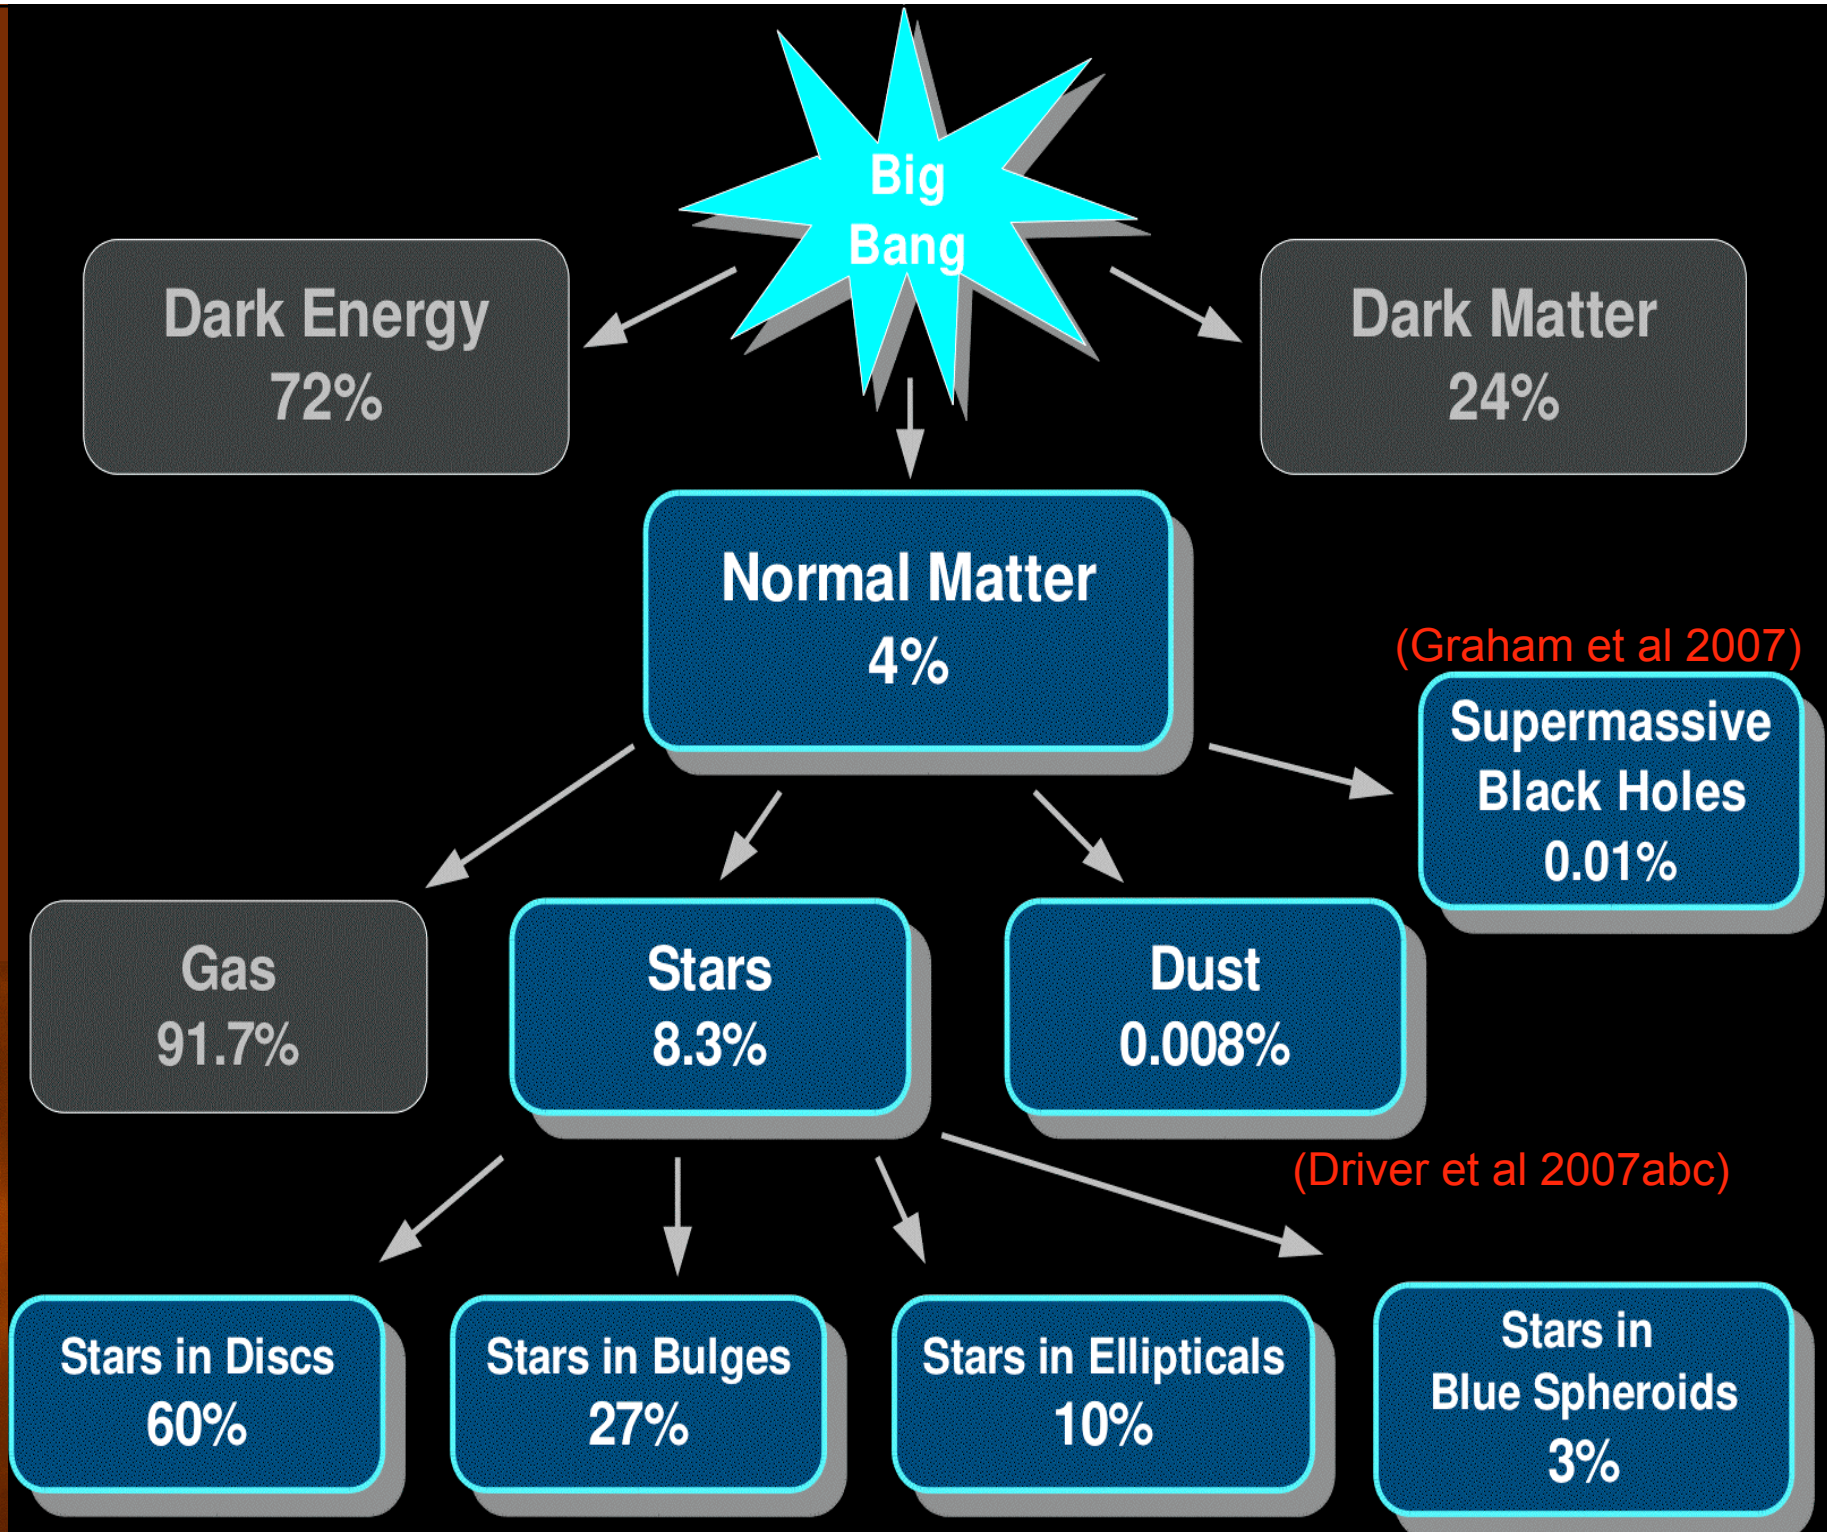 Big
Bang
Dark Energy
72%
Dark Matter
24%
Normal Matter
4%
(Graham et al 2007)
Supermassive
Black Holes
0.01%
Gas
91.7%
Stars
8.3%
Dust
0.008%
(Driver et al 2007abc)
Stars in Discs
60%
Stars in Bulges
27%
Stars in Ellipticals
10%
Stars in
Blue Spheroids
3%